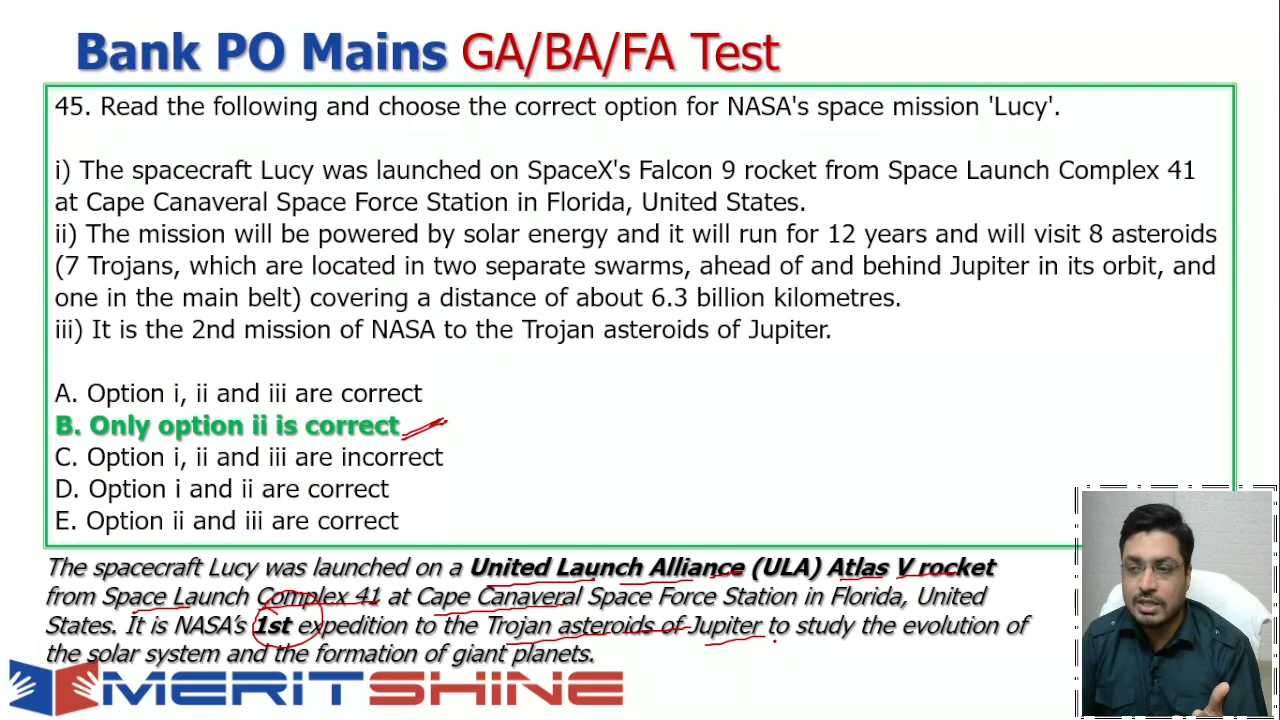 Bank PO Mains GA/BA/FA Test
45. Read the following and choose the correct option for NASA's space mission 'Lucy'.
i) The spacecraft Lucy was launched on SpaceX's Falcon 9 rocket from Space Launch Complex 41
at Cape Canaveral Space Force Station in Florida, United States.
ii) The mission will be powered by solar energy and it will run for 12 years and will visit 8 asteroids
(7 Trojans, which are located in two separate swarms, ahead of and behind Jupiter in its orbit, and
one in the main belt) covering a distance of about 6.3 billion kilometres.
iii) It is the 2nd mission of NASA to the Trojan asteroids of Jupiter.
A. Option i, ii and iii are correct
B. Only option ii is correct
C. Option i, ii and iii are incorrect
D. Option i and ii are correct
E. Option ii and iii are correct
The spacecraft Lucy was launched on a United Launch Alliance (ULA) Atlas V rocket
from Space Launch Complex 41 at Cape Canaveral Space Force Station in Florida, United
States. It is NASA's 1st expedition to the Trojan asteroids of Jupiter to study the evolution of
the solar system and the formation of giant planets.
MERITSHINE